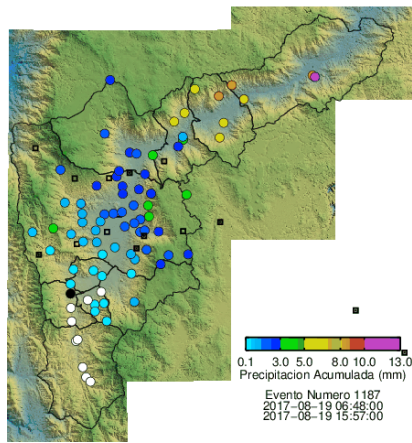 0.1 3.0 5.0 8.0 10.0 13.0
Precipitacion Acumulada (mm)
Evento Numero 1187
2017-08-19 06:48:00
2017-08-19 15:57:00